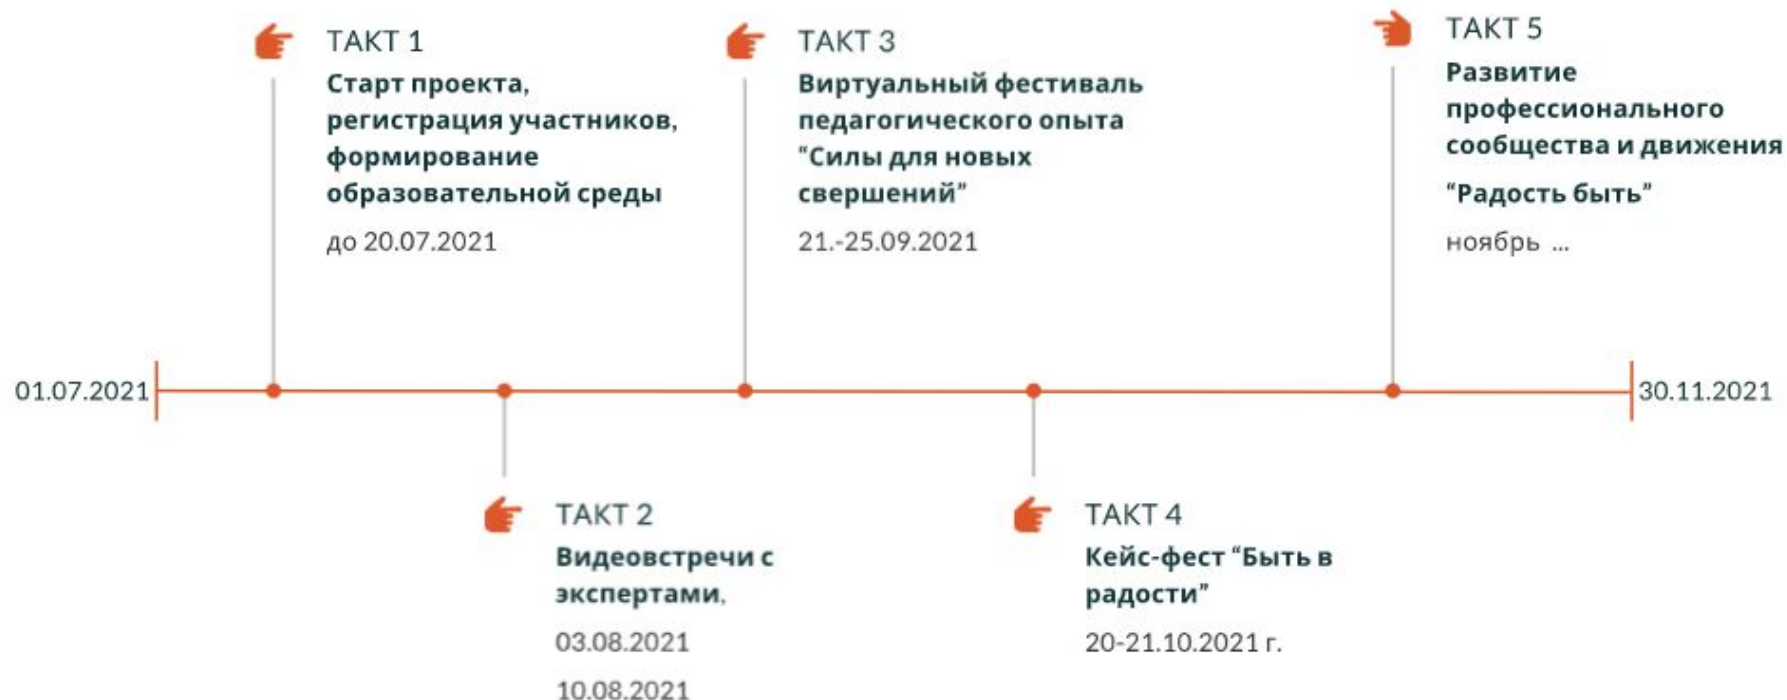 ТАКТ 1
Старт проекта,
регистрация участников,
формирование
образовательной среды
до 20.07.2021
ТАКТ 3
Виртуальный фестиваль
педагогического опыта
“Силы для новых
свершений”
21.-25.09.2021
ТАКТ 5
Развитие
профессионального
сообщества и движения
“Радость быть”
ноябрь ...
01.07.2021
30.11.2021
ТАКТ 2
Видеовстречи с
экспертами,
03.08.2021
10.08.2021
ТАКТ 4
Кейс-фест “Быть в
радости”
20-21.10.2021 г.